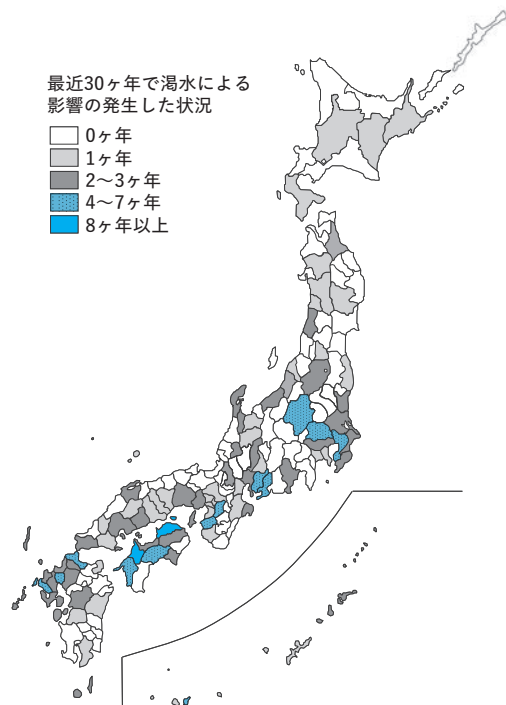 最近30ヶ年で渇水による
影響の発生した状況
0ヶ年
1ヶ年
2〜3ヶ年
4〜7ヶ年
8ヶ年以上